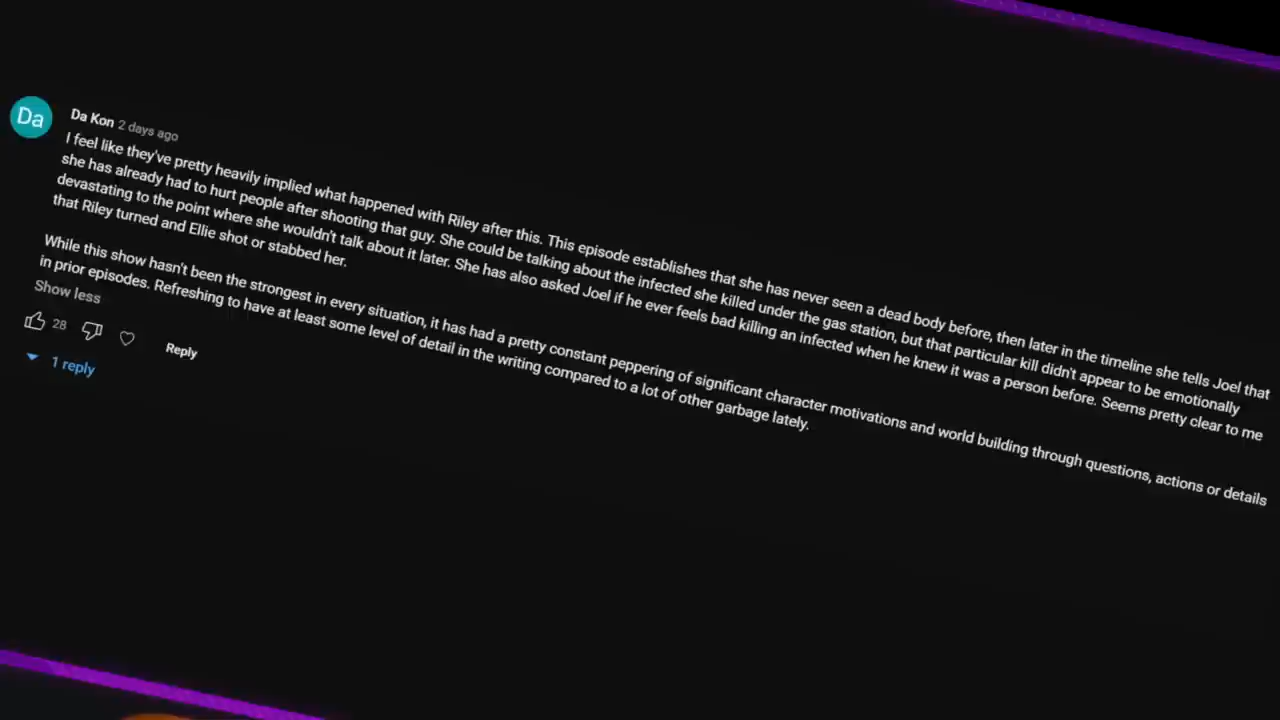 Da
Da Kon 2 days ago
I feel like they've pretty heavily implied what happened with Riley after this. This episode establishes that she has never seen a dead body before, then later in the timeline she tells Joel that
she has already had to hurt people after shooting that guy. She could be talking about the infected she killed under the gas station, but that particular kill didn't appear to be emotionally
devastating to the point where she wouldn't talk about it later. She has also asked Joel if he ever feels bad killing an infected when he knew it was a person before. Seems pretty clear to me
that Riley turned and Ellie shot or stabbed her.
While this show hasn't been the strongest in every situation, it has had a pretty constant peppering of significant character motivations and world building through questions, actions or details
in prior episodes. Refreshing to have at least some level of detail in the writing compared to a lot of other garbage lately.
Show less
28
Reply
1 reply